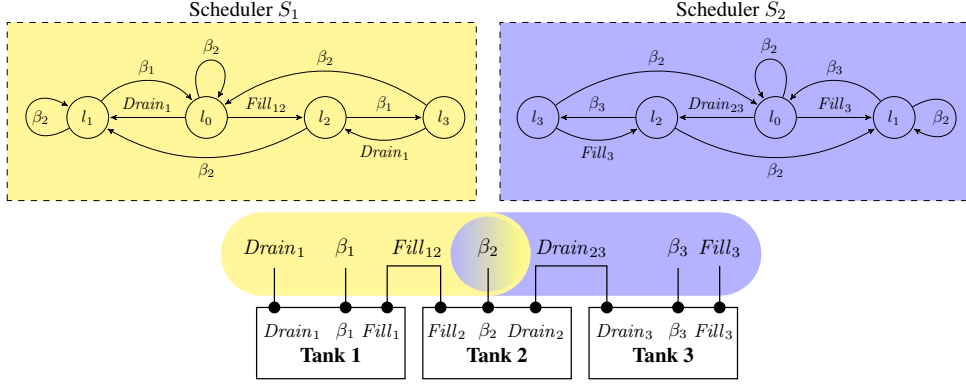 Scheduler S₁
Scheduler S₂
β₂
β₂
β₂
β₂
β₁
β₃
β₂
Drain₁
Fill₁₂
β₁
β₃
Drain₂₃
Fill₃
l₁
l₀
l₂
l₃
l₃
l₂
l₀
l₁
β₂
Drain₁
Fill₃
β₂
β₂
Drain₁ β₁ Fill₁₂ β₂ Drain₂₃ β₃ Fill₃
Drain₁ β₁ Fill₁ Fill₂ β₂ Drain₂ Drain₃ β₃ Fill₃
Tank 1 Tank 2 Tank 3